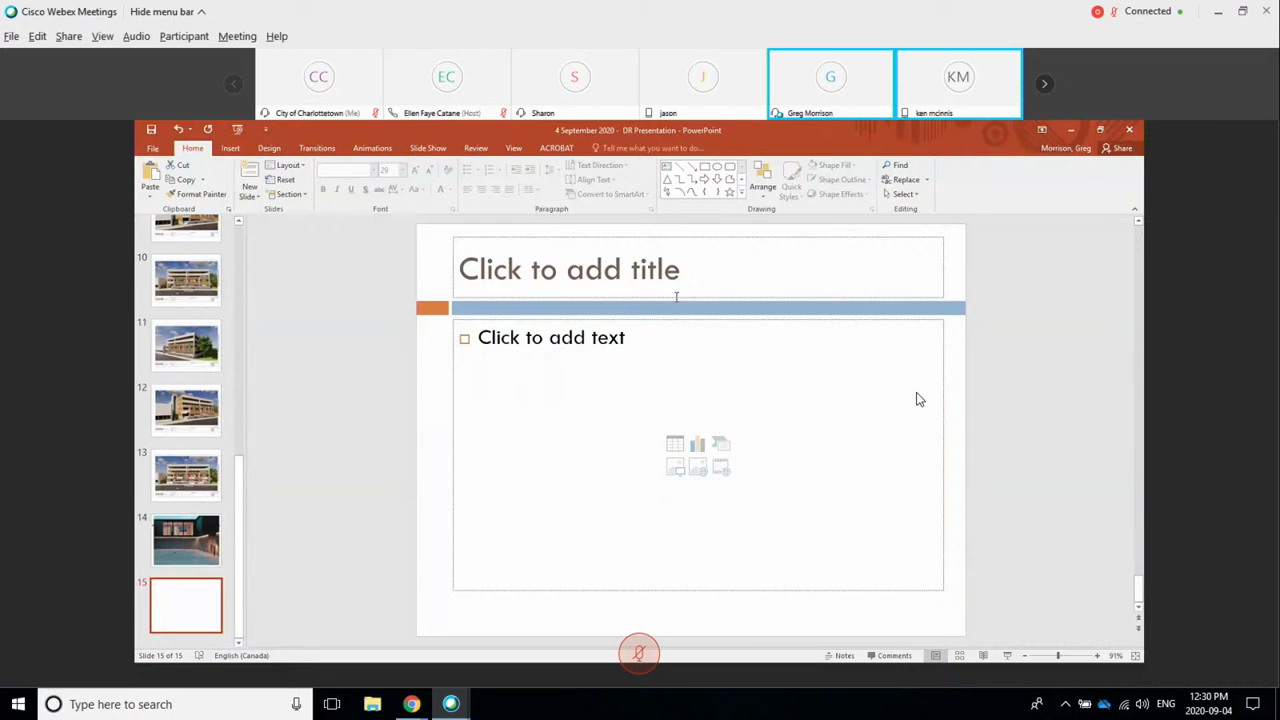 Cisco Webex Meetings Hide menu bar Connected
File Edit Share View Audio Participant Meeting Help
CC EC S J G KM
City of Charlottetown (Me) Ellen Faye Catane (Host) Sharon jason Greg Morrison ken mcinnis
4 September 2020 - DR Presentation - PowerPoint
File Home Insert Design Transitions Animations Slide Show Review View ACROBAT Tell me what you want to do... Morrison, Greg Share
Paste Cut Copy Format Painter
New Slide Layout Reset Section
29
B I U S abc AV Aa A
Text Direction Align Text Convert to SmartArt
Arrange Quick Styles Shape Fill Shape Outline Shape Effects
Find Replace Select
Clipboard Slides Font Paragraph Drawing Editing
10
11
12
13
14
15
Click to add title
Click to add text
Slide 15 of 15 English (Canada) Notes Comments 91%
Type here to search ENG 12:30 PM
2020-09-04